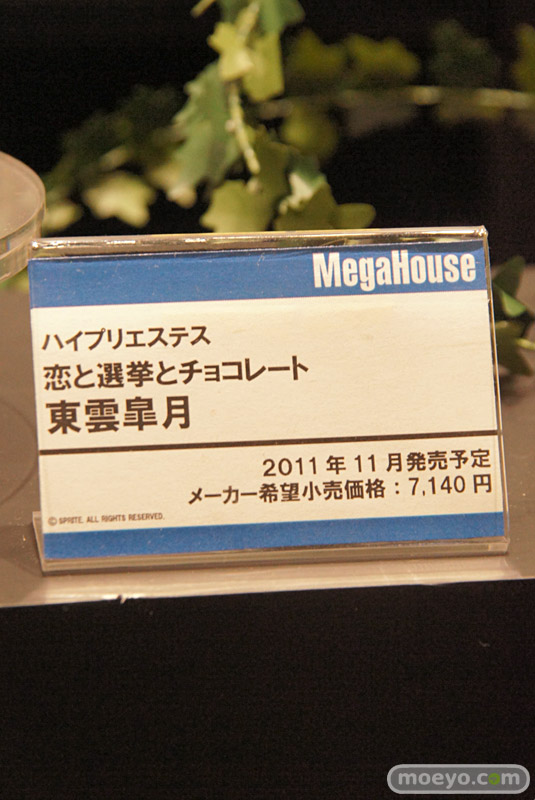 MegaHouse
ハイプリエステス
恋と選挙とチョコレート
東雲皐月
2011年11月発売予定
メーカー希望小売価格：7,140円
©SPRITE. ALL RIGHTS RESERVED.
moeyo.com